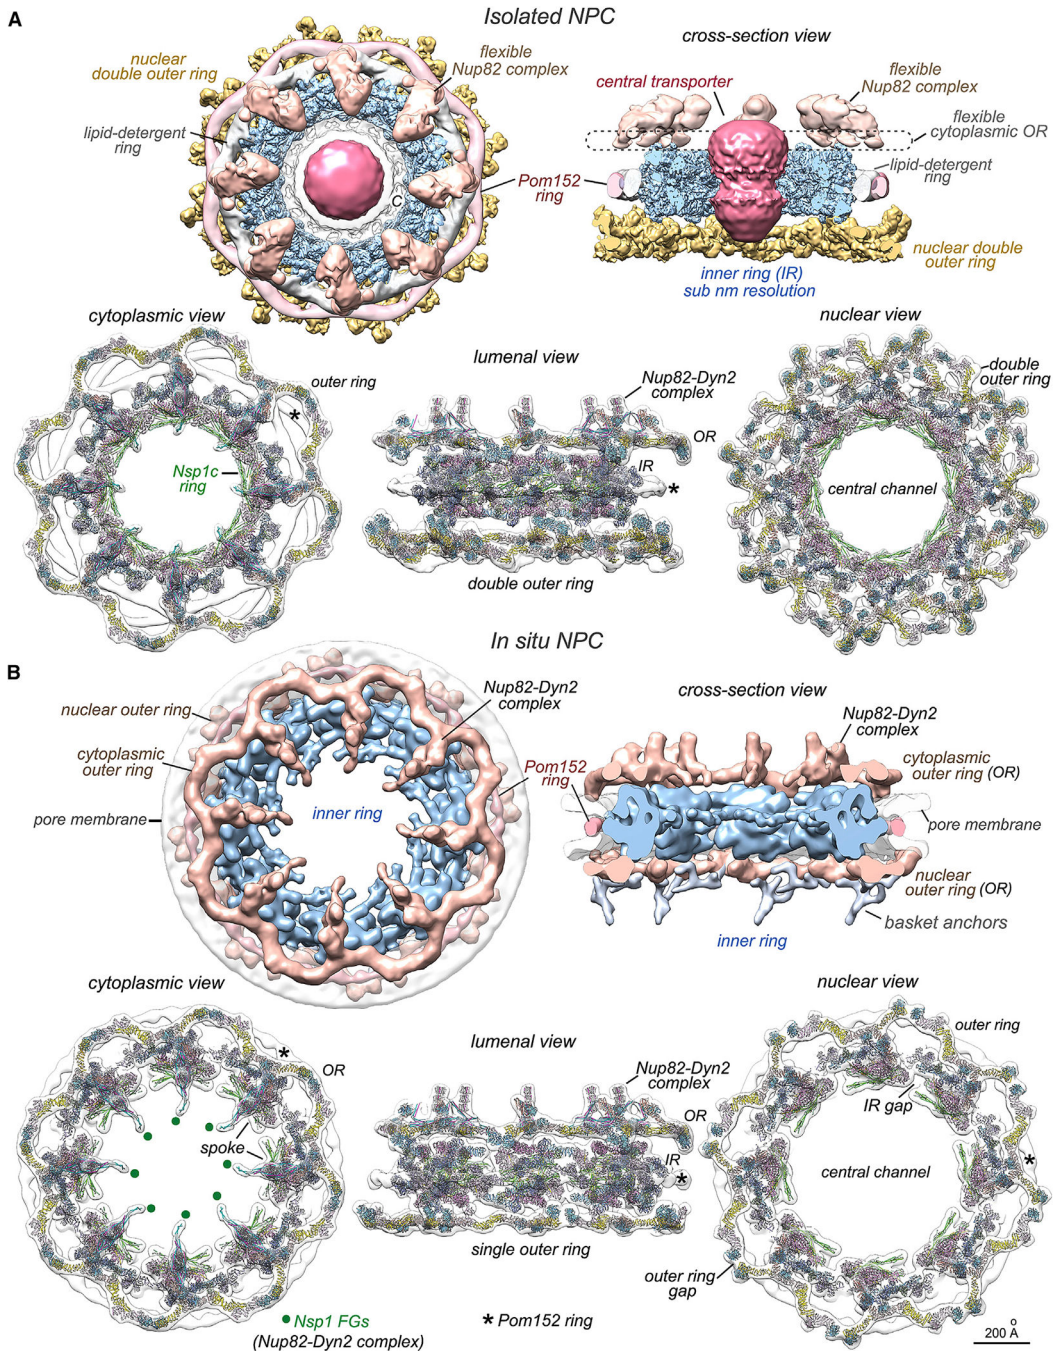 A
Isolated NPC
nuclear
double outer ring
flexible
Nup82 complex
lipid-detergent
ring
Pom152
ring
C
cross-section view
central transporter
flexible
Nup82 complex
flexible
cytoplasmic OR
lipid-detergent
ring
nuclear double
outer ring
inner ring (IR)
sub nm resolution
cytoplasmic view
outer ring
*
Nsp1c
ring
lumenal view
Nup82-Dyn2
complex
OR
IR
*
double outer ring
nuclear view
double
outer ring
central channel
B
In situ NPC
nuclear outer ring
cytoplasmic
outer ring
pore membrane
Nup82-Dyn2
complex
Pom152
ring
inner ring
cross-section view
Nup82-Dyn2
complex
cytoplasmic
outer ring (OR)
pore membrane
nuclear
outer ring (OR)
basket anchors
inner ring
cytoplasmic view
*
OR
spoke
lumenal view
Nup82-Dyn2
complex
OR
IR
*
single outer ring
nuclear view
outer ring
IR gap
*
central channel
outer ring
gap
Nsp1 FGs
(Nup82-Dyn2 complex)
* Pom152 ring
200 Å